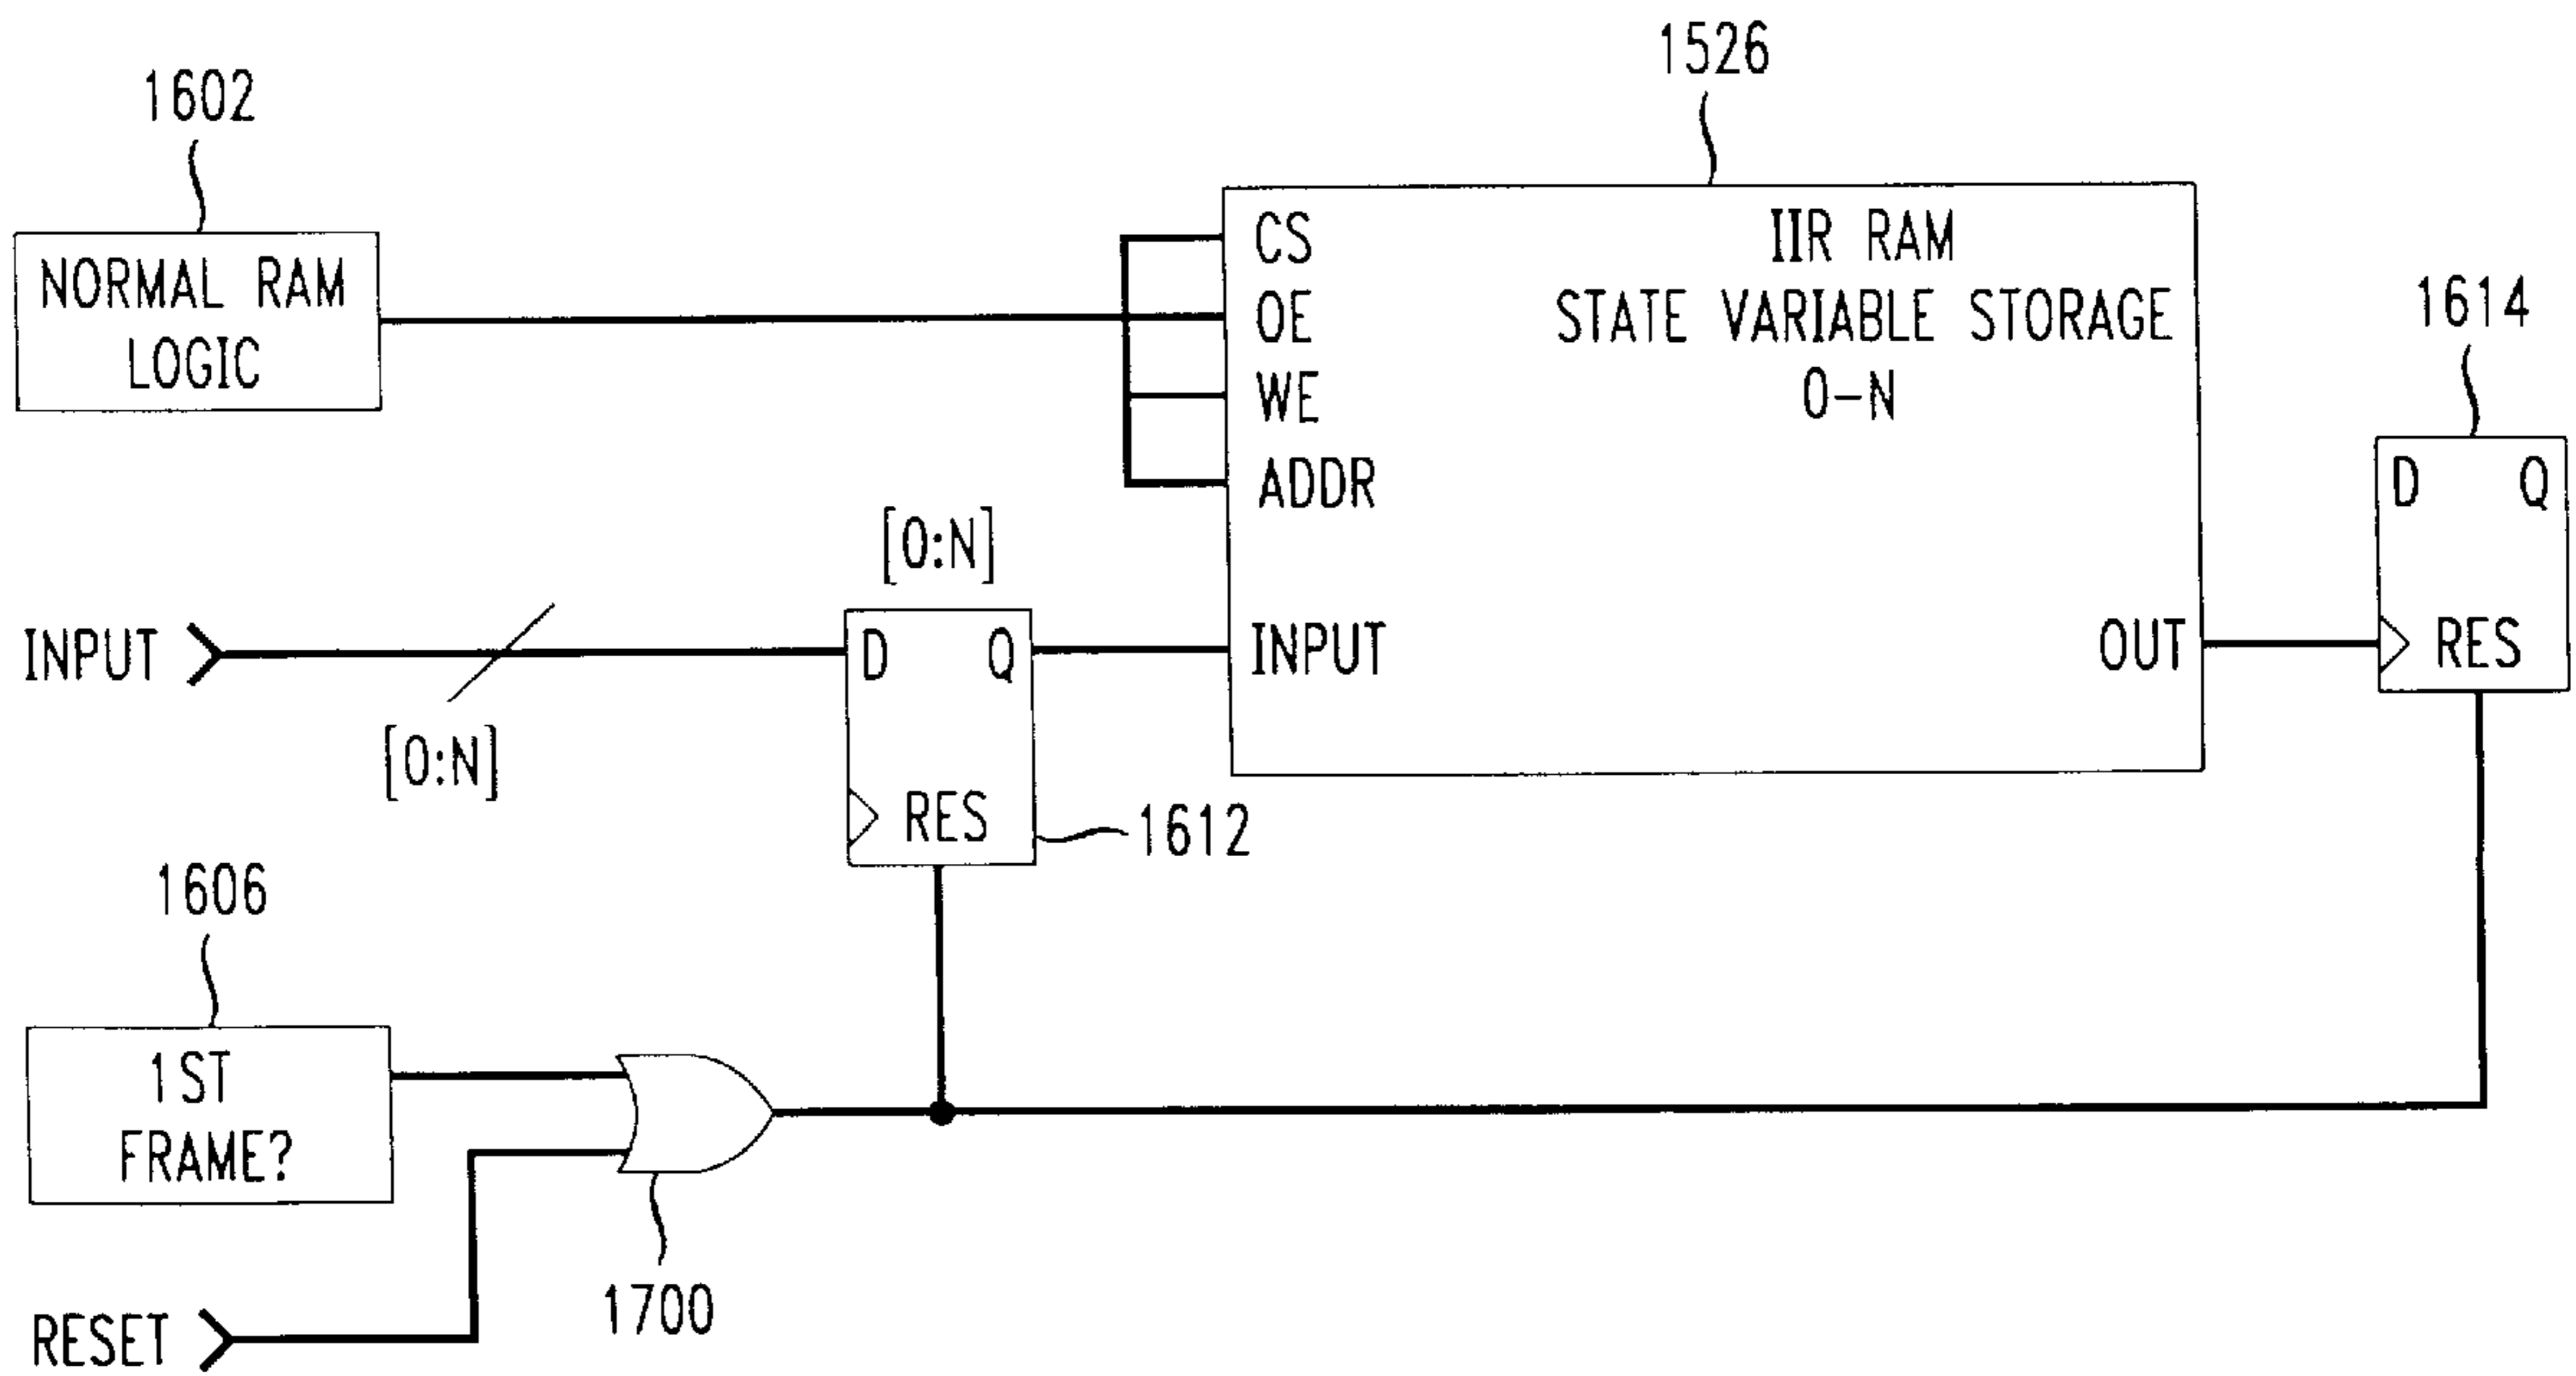 1526
1602
CS
IIR RAM
NORMAL RAM
LOGIC
OE
STATE VARIABLE STORAGE
WE
0-N
1614
ADDR
D Q
[0:N]
INPUT
D Q
INPUT
OUT
RES
[0:N]
RES
1612
1606
1ST
FRAME?
1700
RESET